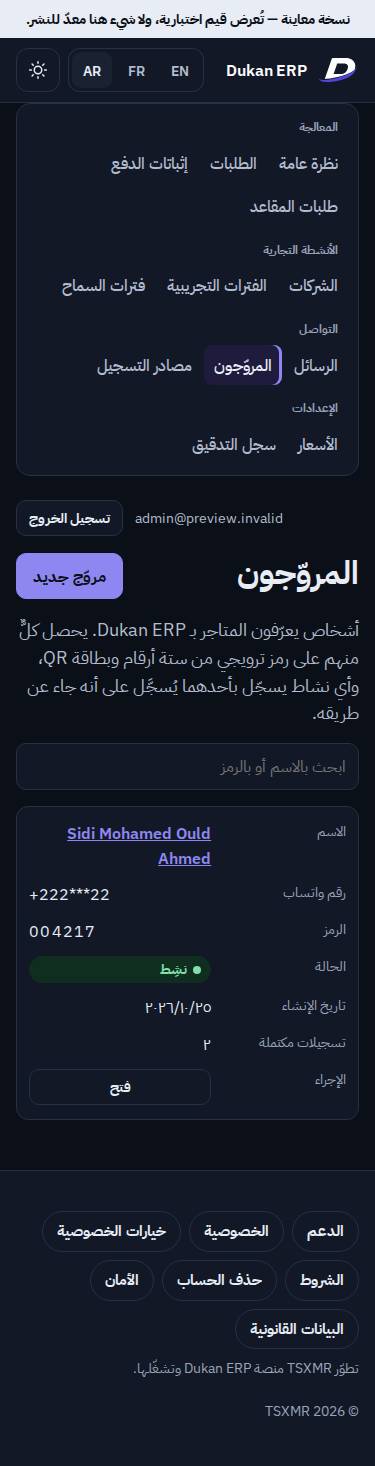 نسخة معاينة — تُعرض قيم اختبارية، ولا شيء هنا معدّ للنشر.
Dukan ERP
EN FR AR
المعالجة
نظرة عامة الطلبات إثباتات الدفع
طلبات المقاعد
الأنشطة التجارية
الشركات الفترات التجريبية فترات السماح
التواصل
الرسائل المروّجون مصادر التسجيل
الإعدادات
الأسعار سجل التدقيق
admin@preview.invalid تسجيل الخروج
المروّجون
مروّج جديد
أشخاص يعرّفون المتاجر بـ Dukan ERP. يحصل كلٌّ
منهم على رمز ترويجي من ستة أرقام وبطاقة QR،
وأي نشاط يسجّل بأحدهما يُسجَّل على أنه جاء عن
طريقه.
ابحث بالاسم أو بالرمز
الاسم Sidi Mohamed Ould
Ahmed
رقم واتساب +222***22
الرمز 004217
الحالة نشِط
تاريخ الإنشاء ٢٠٢٦/١٠/٢٥
تسجيلات مكتملة ٢
الإجراء فتح
الدعم الخصوصية خيارات الخصوصية
الشروط حذف الحساب الأمان
البيانات القانونية
تطوّر TSXMR منصة Dukan ERP وتشغّلها.
© 2026 TSXMR